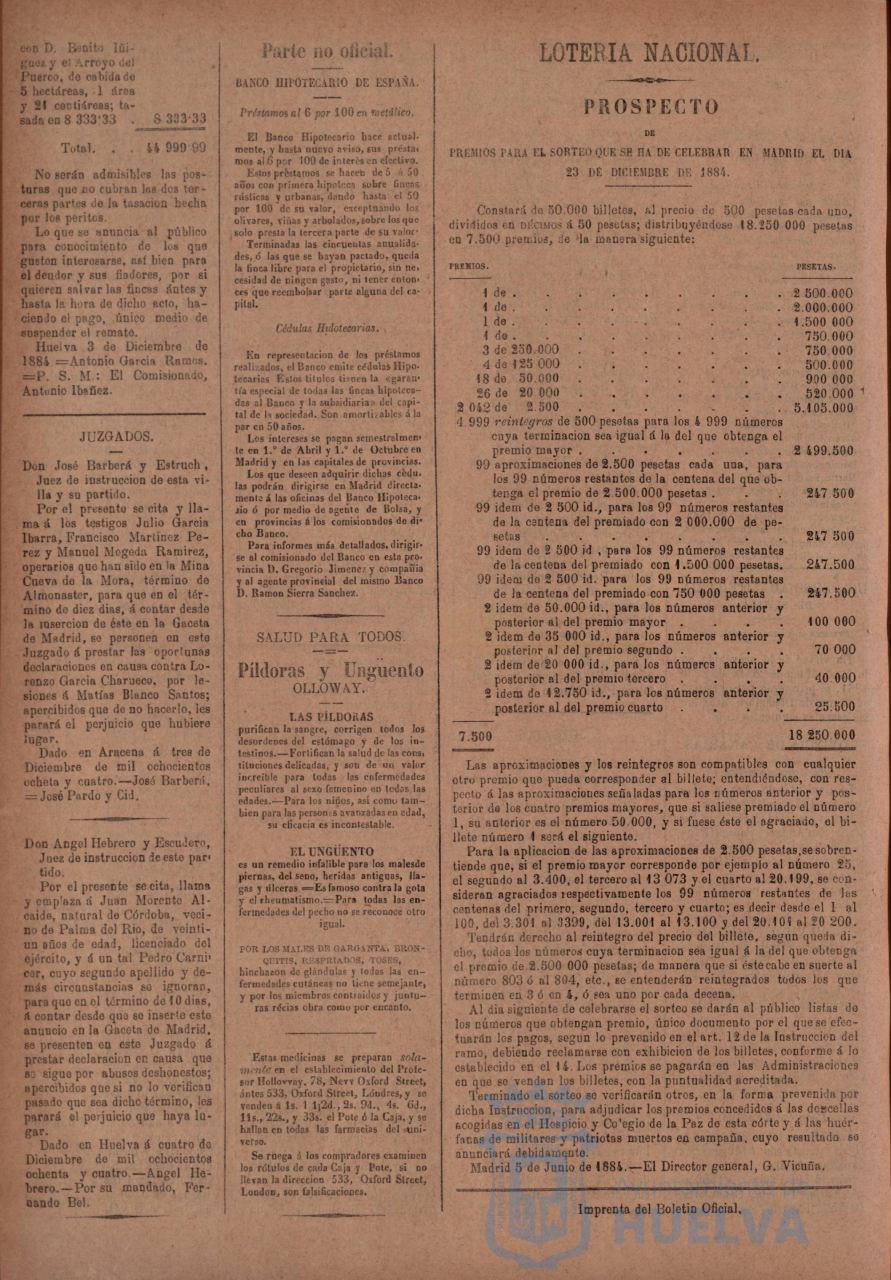 con D. Benito Iñi-
guez y el Arroyo del
Puerco, de cabida de
5 hectáreas, 1 área
y 21 centiáreas; ta-
sada en 8 333'33 . 8 333'33
Total. . . 44 999 99
No serán admisibles las pos-
turas que no cubran las dos ter-
ceras partes de la tasacion hecha
por los peritos.
Lo que se anuncia al público
para conocimiento de los que
gusten interesarse, así bien para
el deudor y sus fiadores, por si
quieren salvar las fincas ántes y
hasta la hora de dicho acto, ha-
ciendo el pago, único medio de
suspender el remate.
Huelva 3 de Diciembre de
1884 =Antonio Garcia Ramos.
=P. S. M.: El Comisionado,
Antonio Ibañez.
JUZGADOS.
Don José Barberá y Estruch,
Juez de instruccion de esta vi-
lla y su partido.
Por el presente se cita y lla-
ma á los testigos Julio Garcia
Ibarra, Francisco Martinez Pe-
rez y Manuel Mogeda Ramirez,
operarios que han sido en la Mina
Cueva de la Mora, término de
Almonaster, para que en el tér-
mino de diez dias, á contar desde
la insercion de éste en la Gaceta
de Madrid, se personen en este
Juzgado á prestar las oportunas
declaraciones en causa contra Lo-
renzo Garcia Charneco, por le-
siones á Matías Blanco Santos;
apercibidos que de no hacerlo, les
parará el perjuicio que hubiere
lugar.
Dado en Aracena á tres de
Diciembre de mil ochocientos
ocheta y cuatro.—José Barberá,
=José Pardo y Cid.
Don Angel Hebrero y Escudero,
Juez de instruccion de este par-
tido.
Por el presente se cita, llama
y emplaza á Juan Morente Al-
caide, natural de Córdoba, veci-
no de Palma del Rio, de veinti-
un años de edad, licenciado del
ejército, y á un tal Pedro Carni-
cer, cuyo segundo apellido y de-
más circunstancias se ignoran,
para que en el término de 10 dias,
á contar desde que se inserte este
anuncio en la Gaceta de Madrid,
se presenten en este Juzgado á
prestar declaracion en causa que
se sigue por abusos deshonestos;
apercibidos que si no lo verifican
pasado que sea dicho término, les
parará el perjuicio que haya lu-
gar.
Dado en Huelva á cuatro de
Diciembre de mil ochocientos
ochenta y cuatro.—Angel He-
brero.—Por su mandado, Fer-
nando Bel.
Parte no oficial.
BANCO HIPOTECARIO DE ESPAÑA.
Préstamos al 6 por 100 en metálico.
El Banco Hipotecario hace actual-
mente, y hasta nuevo aviso, sus présta-
mos al 6 por 100 de interés en efectivo.
Estos préstamos se hacen de 5 á 50
años con primera hipoteca sobre fincas
rústicas y urbanas, dando hasta el 50
por 100 de su valor, exceptuando los
olivares, viñas y arbolados, sobre los que
solo presta la tercera parte de su valor
Terminadas las cincuenta anualida-
des, ó las que se hayan pactado, queda
la finca libre para el propietario, sin ne-
cesidad de ningun gasto, ni tener enton-
ces que reembolsar parte alguna del ca-
pital.
Cédulas Hidotecarias.
En representacion de los préstamos
realizados, el Banco emite cédulas Hipo-
tecarias Estos títulos tienen la garan-
tía especial de todas las fincas hipoteca-
das al Banco y la subsidiaria del capi-
tal de la sociedad. Son amortizables á la
par en 50 años.
Los intereses se pagan semestralmen-
te en 1.º de Abril y 1.º de Octubre en
Madrid y en las capitales de provincias.
Los que deseen adquirir dichas cédu-
las podrán dirigirse en Madrid directa-
mente á las oficinas del Banco Hipoteca-
rio ó por medio de agente de Bolsa, y
en provincias á los comisionados de di-
cho Banco.
Para informes más detallados, dirigir-
se al comisionado del Banco en esta pro-
vincia D. Gregorio Jimenez y compañia
y al agente provincial del mismo Banco
D. Ramon Sierra Sanchez.
SALUD PARA TODOS.
Píldoras y Ungüento
OLLOWAY.
LAS PÍLDORAS
purifican la sangre, corrigen todos los
desordenes del estómago y de los in-
testinos.—Fortifican la salud de las cons,
tituciones delicadas, y son de un valor
increible para todas las enfermedades
peculiares al sexo femenino en todas las
edades.—Para los niños, así como tam-
bien para las personas avanzadas en edad,
su eficacia es incontestable.
EL UNGÜENTO
es un remedio infalible para los malesde
piernas, del seno, heridas antiguas, lla-
gas y úlceras =Es famoso contra la gota
y el rheumatismo.=Para todas las en-
fermedades del pecho no se reconoce otro
igual.
POR LOS MALES DE GARGANTA, BRON-
QUITIS, RESPRIADOS, TOSES,
hinchazon de glándulas y todas las en-
fermedades cutáneas no tiene semejante,
y por los miembros contraidos y juntu-
ras récias obra como por encanto.
Estas medicinas se preparan sola-
mente en el establecimiento del Profe-
sor Hollovvay, 78, Nevv Oxford Street,
ántes 533, Oxford Street, Lóndres, y se
venden á 1s. 1 1¡2d., 2s. 9d., 4s. 6d.,
11s., 22s., y 33s. el Pote ó la Caja, y se
hallan en todas las farmacias del uni-
verso.
Se ruega á los compradores examinen
los rótulos de cada Caja y Pote, si no
llevan la direccion 533, Oxford Street,
London, son falsificaciones.
LOTERIA NACIONAL.
PROSPECTO
DE
PREMIOS PARA EL SORTEO QUE SE HA DE CELEBRAR EN MADRID EL DIA
23 DE DICIEMBRE DE 1884.
Constará de 50.000 billetes, al precio de 500 pesetas cada uno,
divididos en DÉCIMOS á 50 pesetas; distribuyéndose 18.250 000 pesetas
en 7.500 premios, de la manera siguiente:
PREMIOS. PESETAS.
1 de . . . . . . . . 2 500.000
1 de . . . . . . . . 2.000.000
1 de . . . . . . . . 1.500 000
1 de . . . . . . . . 750.000
3 de 250.000 . . . . . . 750.000
4 de 125 000 . . . . . . 500.000
18 de 50.000 . . . . . . 900 000
26 de 20 000 . . . . . . 520.000
2 042 de 2.500 . . . . . . 5.105.000
4.999 reintegros de 500 pesetas para los 4 999 números
cuya terminacion sea igual á la del que obtenga el
premio mayor . . . . . . 2 499.500
99 aproximaciones de 2.500 pesetas cada una, para
los 99 números restantes de la centena del que ob-
tenga el premio de 2.500.000 pesetas . . . 247 500
99 idem de 2 500 id., para los 99 números restantes
de la centena del premiado con 2 000.000 de pe-
setas . . . . . . . 247 500
99 idem de 2 500 id , para los 99 números restantes
de la centena del premiado con 1.500 000 pesetas. 247.500
99 idem de 2 500 id. para los 99 números restantes
de la centena del premiado con 750 000 pesetas . 247.500
2 idem de 50.000 id., para los números anterior y
posterior al del premio mayor . . . . 100 000
2 idem de 35 000 id., para los números anterior y
posterior al del premio segundo . . . . 70 000
2 idem de 20 000 id., para los números anterior y
posterior al del premio tercero . . . . 40.000
2 idem de 12.750 id., para los números anterior y
posterior al del premio cuarto . . . . 25.500
7.500 18 250.000
Las aproximaciones y los reintegros son compatibles con cualquier
otro premio que pueda corresponder al billete; entendiéndose, con res-
pecto á las aproximaciones señaladas para los números anterior y pos-
terior de los cuatro premios mayores, que si saliese premiado el número
1, su anterior es el número 50.000, y si fuese éste el agraciado, el bi-
llete número 1 será el siguiente.
Para la aplicacion de las aproximaciones de 2.500 pesetas, se sobren-
tiende que, si el premio mayor corresponde por ejemplo al número 25,
el segundo al 3.400, el tercero al 13 073 y el cuarto al 20.199, se con-
sideran agraciados respectivamente los 99 números restantes de las
centenas del primero, segundo, tercero y cuarto; es decir desde el 1 al
100, del 3.301 al 3399, del 13.001 al 13.100 y del 20.101 al 20 200.
Tendrán derecho al reintegro del precio del billete, segun queda di-
cho, todos los números cuya terminacion sea igual á la del que obtenga
el premio de 2.500 000 pesetas; de manera que si éste cabe en suerte al
número 803 ó al 804, etc., se entenderán reintegrados todos los que
terminen en 3 ó en 4, ó sea uno por cada decena.
Al dia siguiente de celebrarse el sorteo se darán al público listas de
los números que obtengan premio, único documento por el que se efec-
tuarán los pagos, segun lo prevenido en el art. 12 de la Instruccion del
ramo, debiendo reclamarse con exhibicion de los billetes, conforme á lo
establecido en el 14. Los premios se pagarán en las Administraciones
en que se vendan los billetes, con la puntualidad acreditada.
Terminado el sorteo se verificarán otros, en la forma prevenida por
dicha Instruccion, para adjudicar los premios concedidos á las doncellas
acogidas en el Hospicio y Co'egio de la Paz de esta córte y á las huér-
fanas de militares y patriotas muertos en campaña, cuyo resultado se
anunciará debidamente.
Madrid 5 de Junio de 1884.—El Director general, G. Vicuña.
Imprenta del Boletin Oficial.
HUELVA